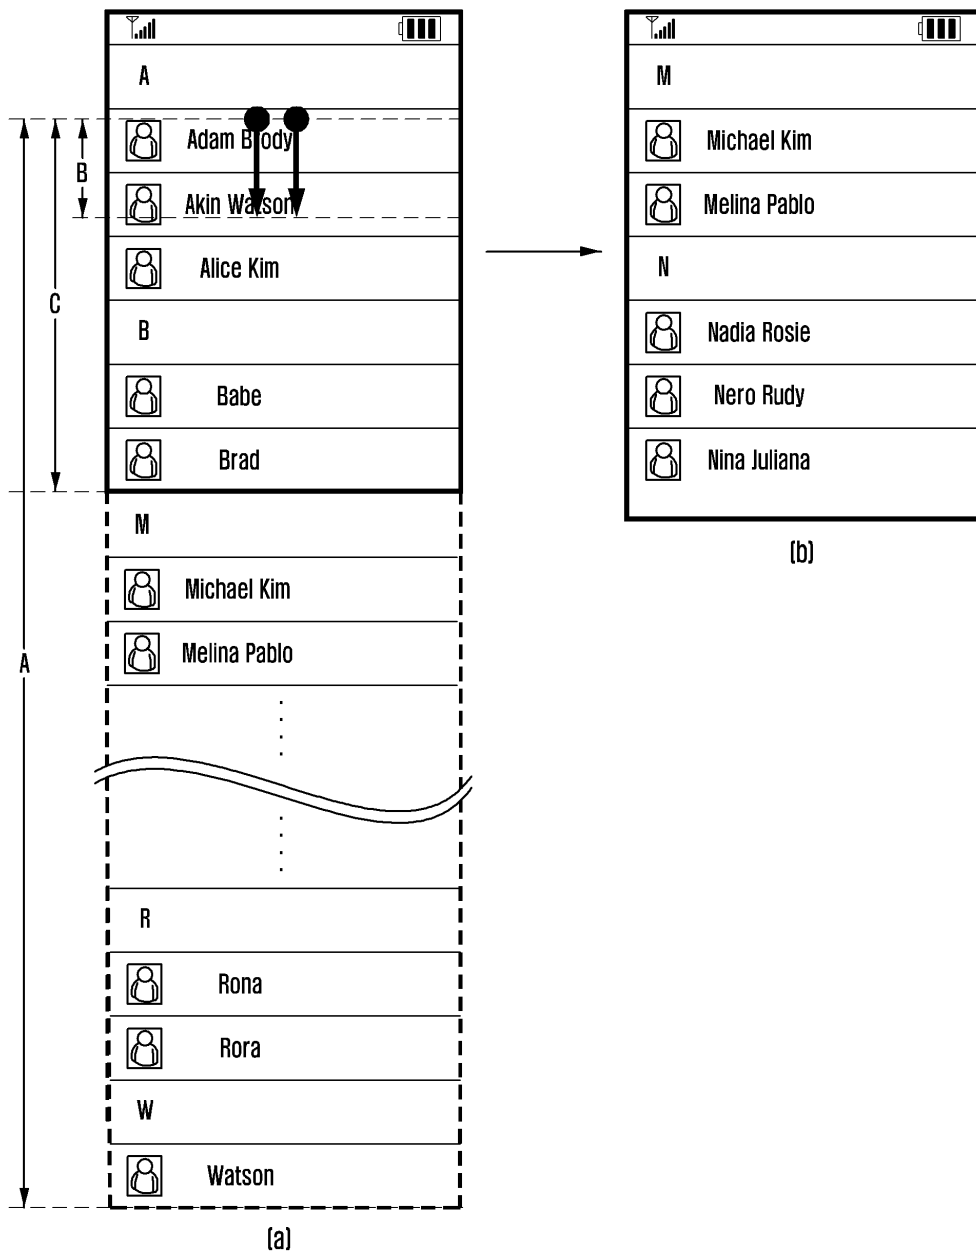 A
Adam Brody
Akin Watson
Alice Kim
B
Babe
Brad
M
Michael Kim
Melina Pablo
R
Rona
Rora
W
Watson
(a)
A
B
C
M
Michael Kim
Melina Pablo
N
Nadia Rosie
Nero Rudy
Nina Juliana
(b)